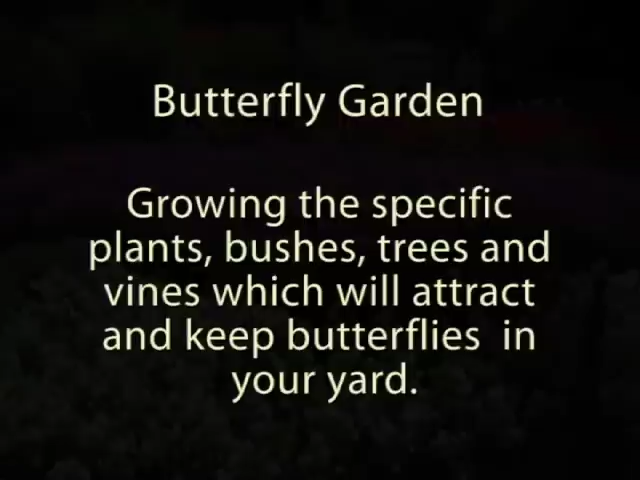 Butterfly Garden
Growing the specific
plants, bushes, trees and
vines which will attract
and keep butterflies  in
your yard.